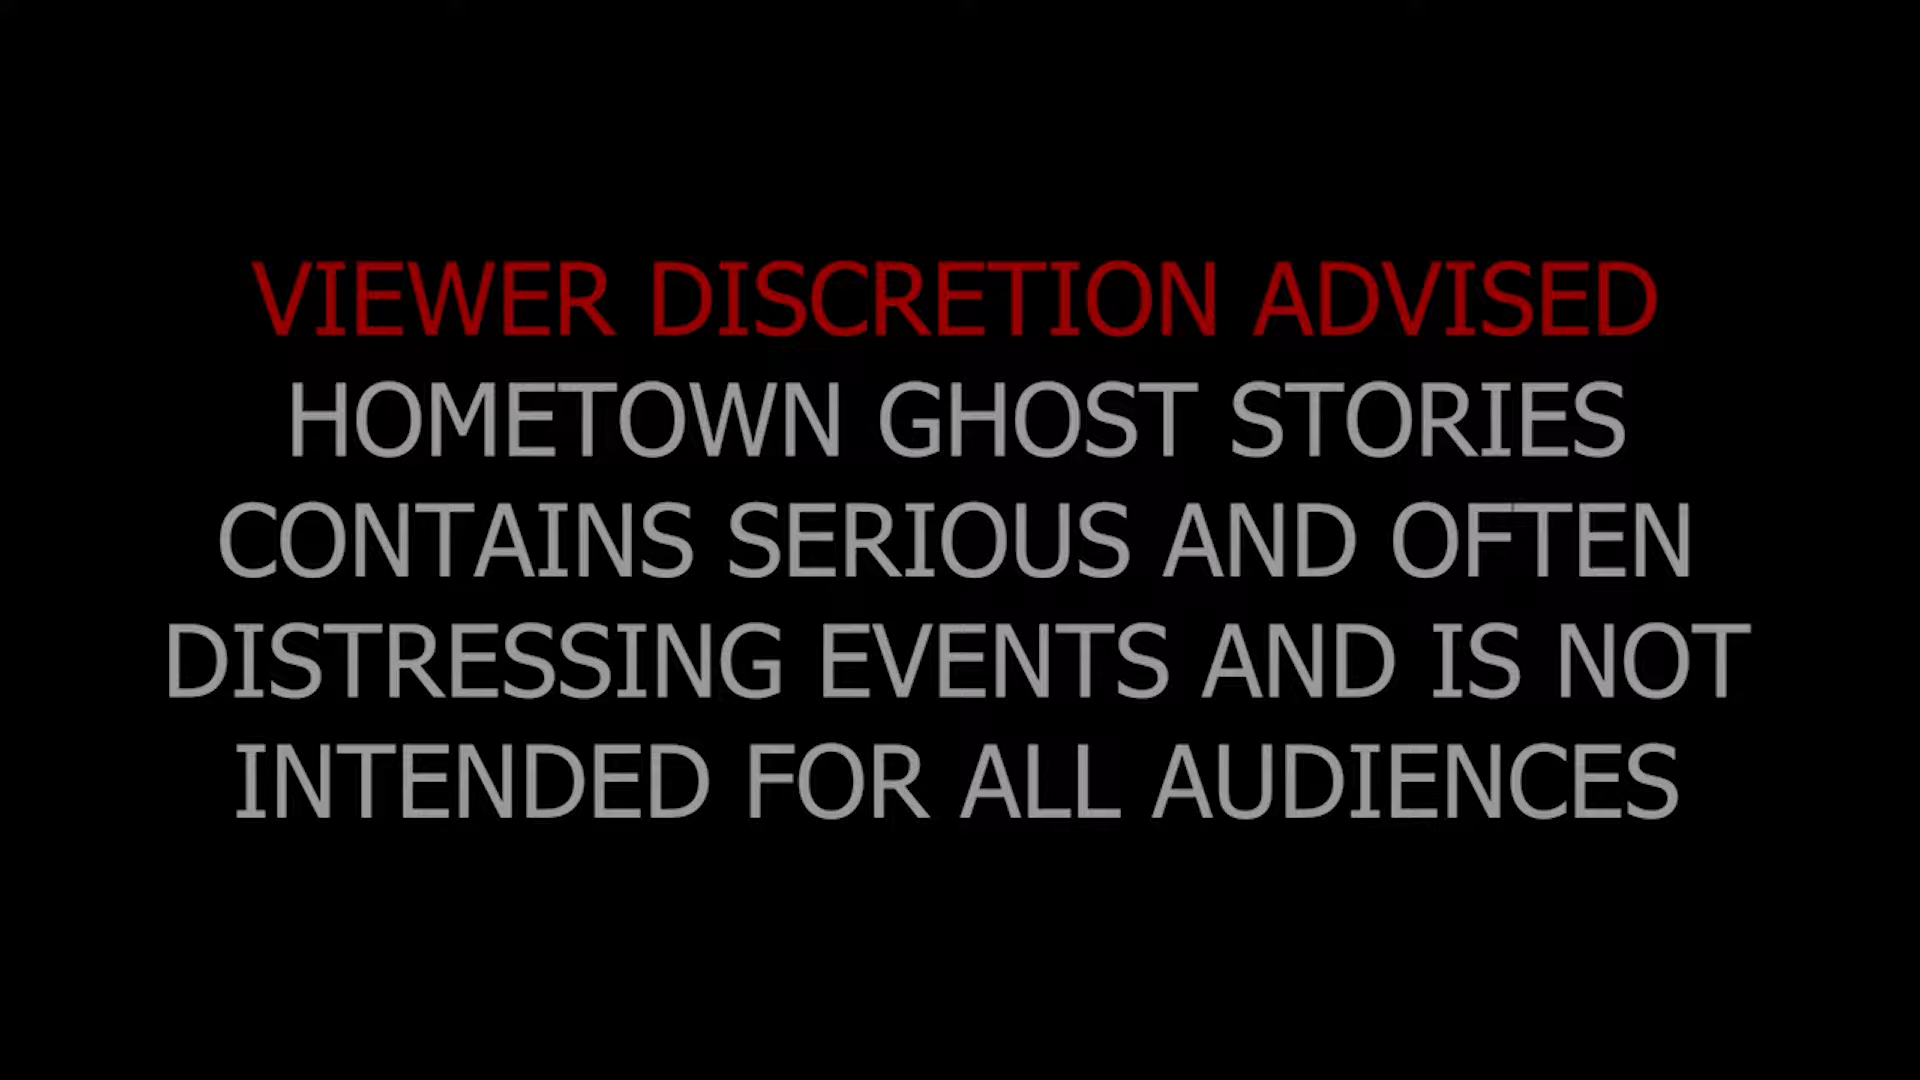 VIEWER DISCRETION ADVISED
HOMETOWN GHOST STORIES
CONTAINS SERIOUS AND OFTEN
DISTRESSING EVENTS AND IS NOT
INTENDED FOR ALL AUDIENCES